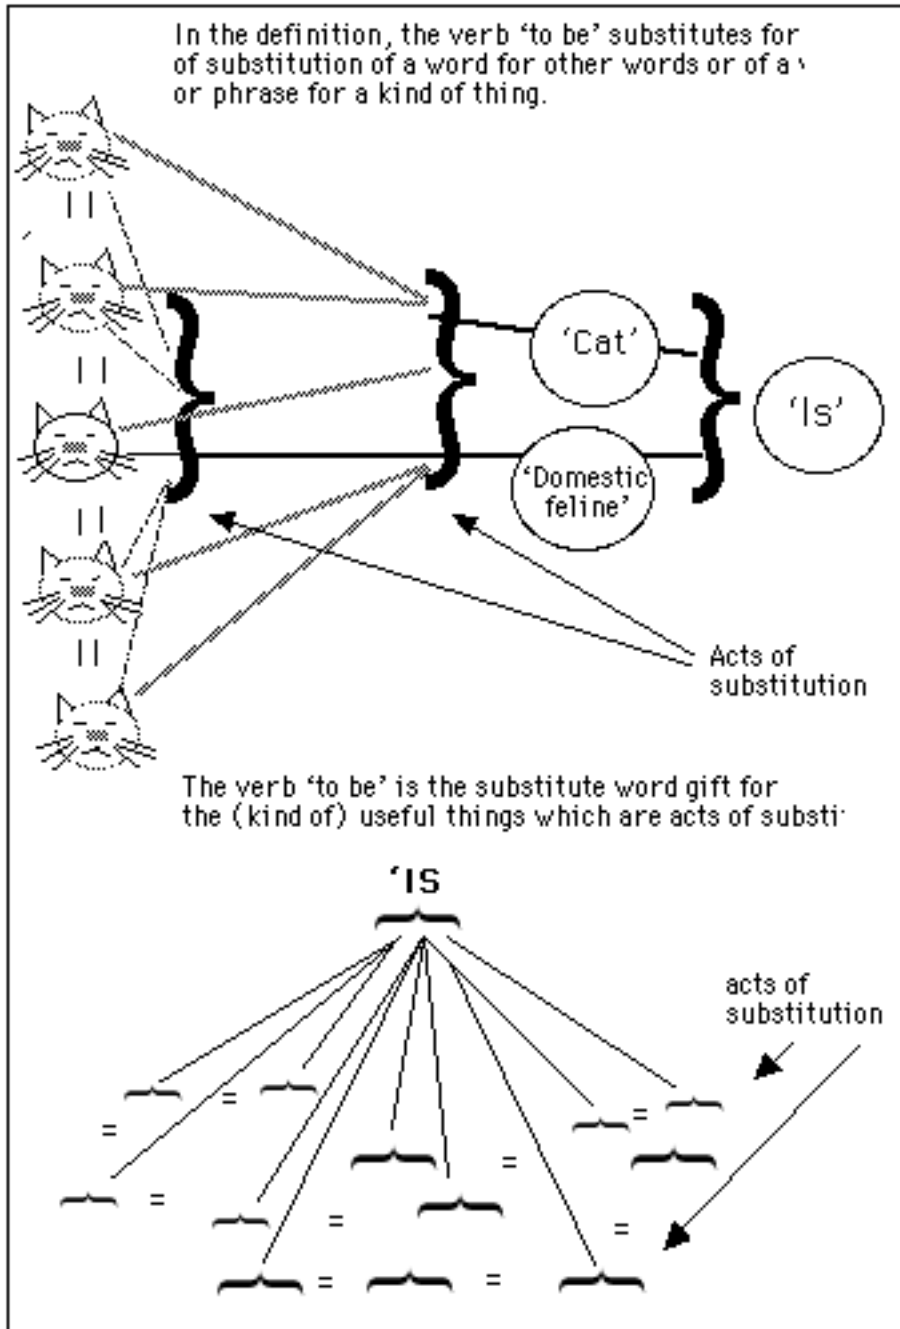 In the definition, the verb ‘to be’ substitutes for
of substitution of a word for other words or of a
or phrase for a kind of thing.
‘Cat’
‘Is’
‘Domestic
feline’
Acts of
substitution
The verb ‘to be’ is the substitute word gift for
the (kind of) useful things which are acts of substi
‘IS
acts of
substitution
=
=
=
=
=
=
=
=
=